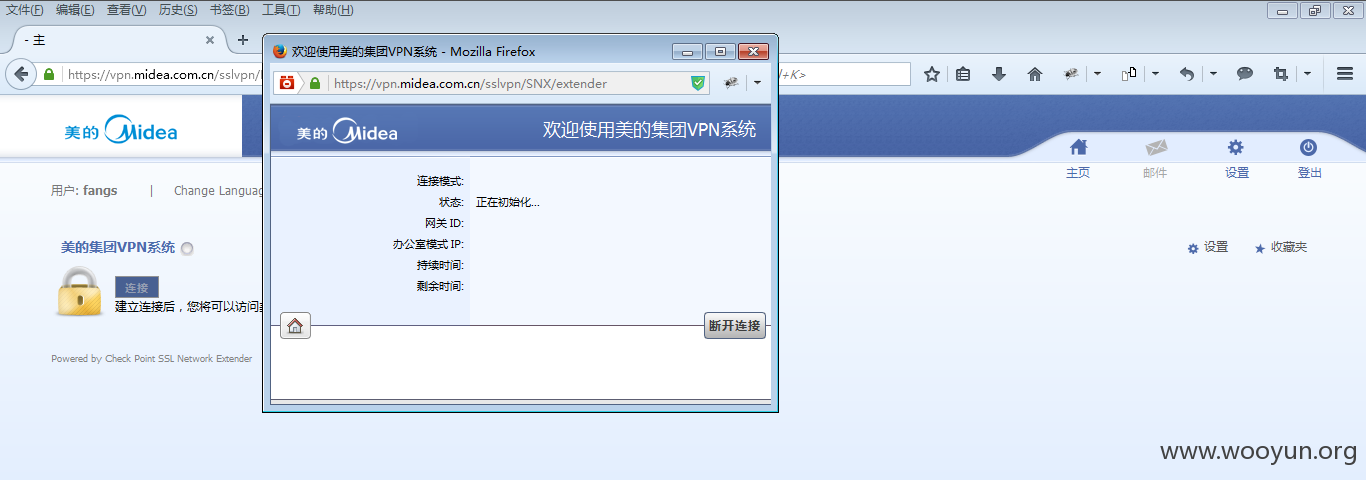 文件(F) 编辑(E) 查看(V) 历史(S) 书签(B) 工具(T) 帮助(H)
- 主
欢迎使用美的集团VPN系统 - Mozilla Firefox
https://vpn.midea.com.cn/sslvpn/
https://vpn.midea.com.cn/sslvpn/SNX/extender
+K>
美的 Midea
美的 Midea
欢迎使用美的集团VPN系统
主页 邮件 设置 登出
用户: fangs | Change Languag
连接模式:
状态: 正在初始化...
网关 ID:
办公室模式 IP:
持续时间:
剩余时间:
美的集团VPN系统
设置 收藏夹
连接
建立连接后，您将可以访问
断开连接
Powered by Check Point SSL Network Extender
www.wooyun.org